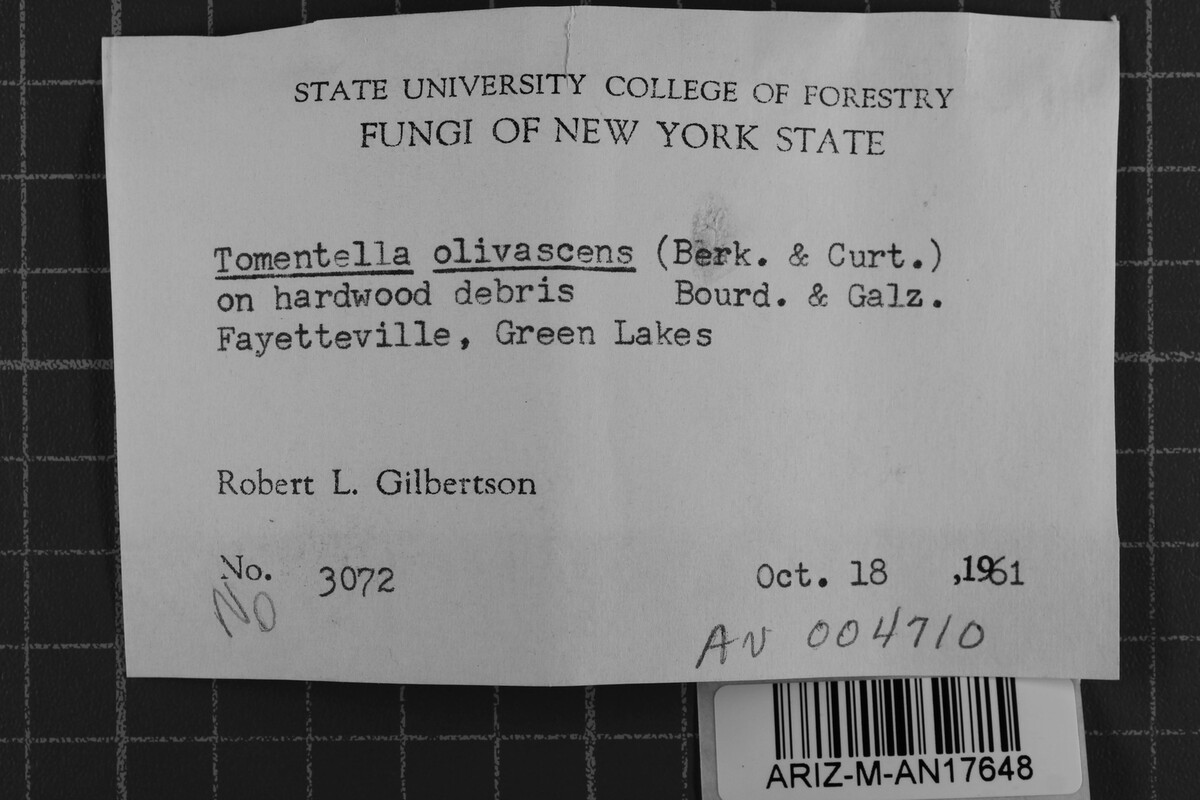 STATE UNIVERSITY COLLEGE OF FORESTRY
FUNGI OF NEW YORK STATE
Tomentella olivascens (Berk. & Curt.)
on hardwood debris Bourd. & Galz.
Fayetteville, Green Lakes
Robert L. Gilbertson
No. 3072 Oct. 18 ,1961
NO
AN 004710
ARIZ-M-AN17648